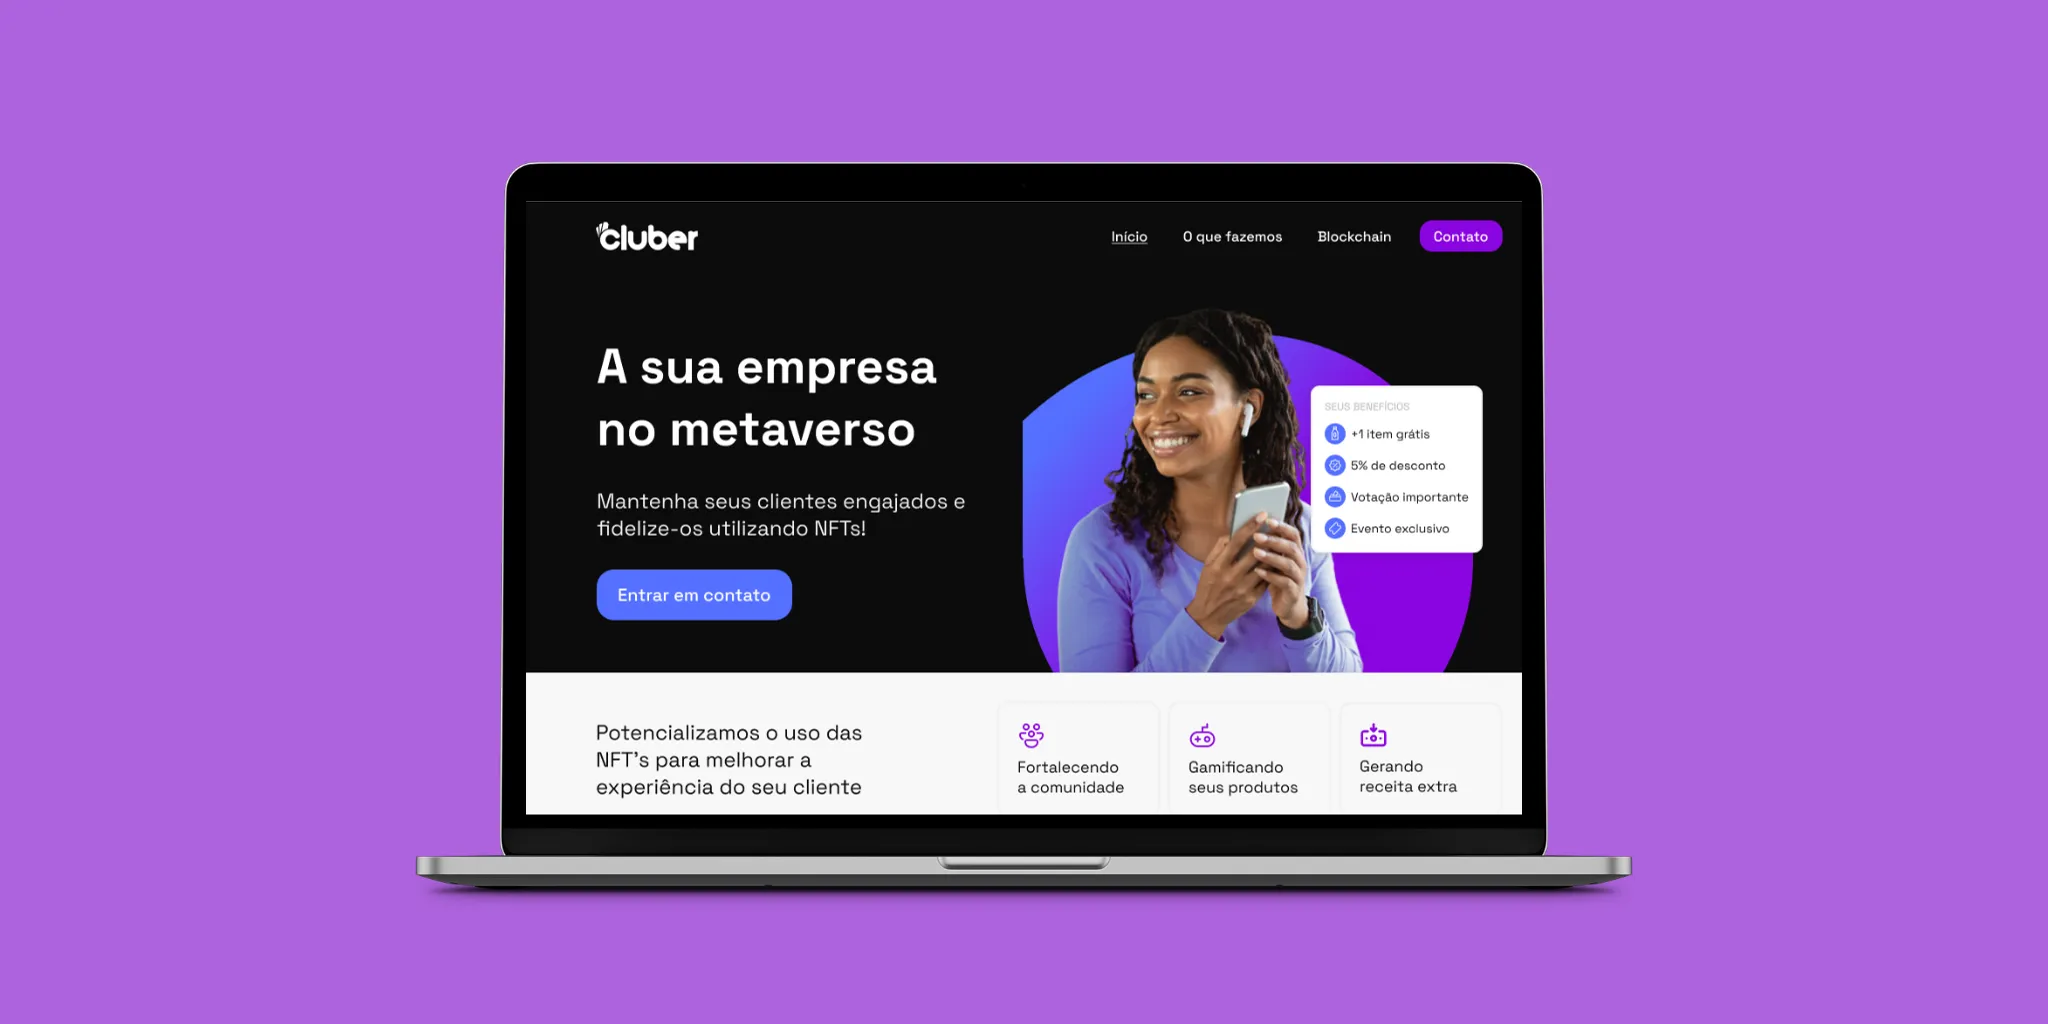 cluber
Início
O que fazemos
Blockchain
Contato
A sua empresa
no metaverso
Mantenha seus clientes engajados e
fidelize-os utilizando NFTs!
Entrar em contato
SEUS BENEFÍCIOS
+1 item grátis
5% de desconto
Votação importante
Evento exclusivo
Potencializamos o uso das
NFT's para melhorar a
experiência do seu cliente
Fortalecendo
a comunidade
Gamificando
seus produtos
Gerando
receita extra